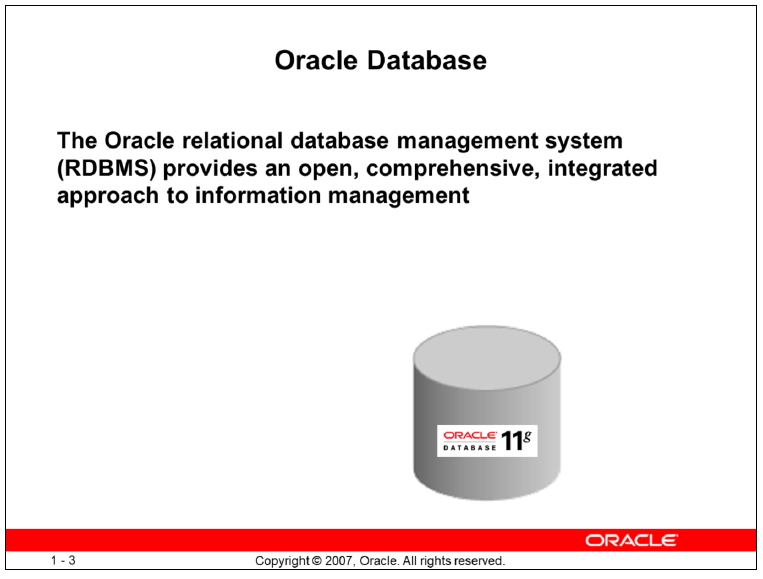 Oracle Database
The Oracle relational database management system
(RDBMS) provides an open, comprehensive, integrated
approach to information management
ORACLE
DATABASE
11g
ORACLE
1 - 3
Copyright © 2007, Oracle. All rights reserved.